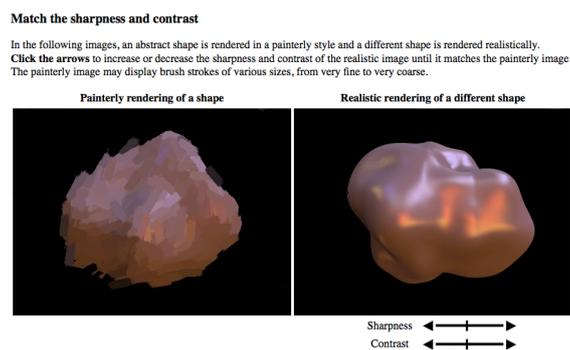 Match the sharpness and contrast
In the following images, an abstract shape is rendered in a painterly style and a different shape is rendered realistically.
Click the arrows to increase or decrease the sharpness and contrast of the realistic image until it matches the painterly image
The painterly image may display brush strokes of various sizes, from very fine to very coarse.
Painterly rendering of a shape
Realistic rendering of a different shape
Sharpness
Contrast